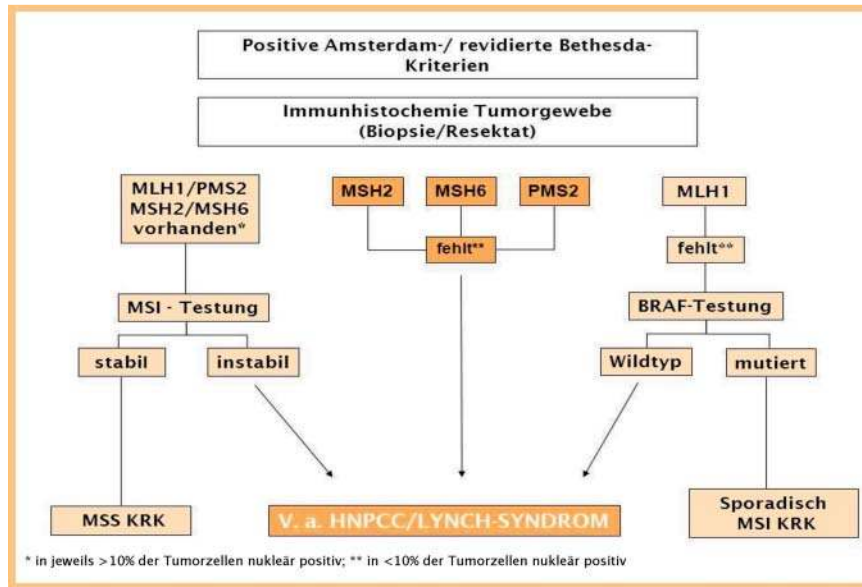 Positive Amsterdam-/ revidierte Bethesda-
Kriterien
Immunhistochemie Tumorgewebe
(Biopsie/Resektat)
MLH1/PMS2
MSH2/MSH6
vorhanden*
MSH2
MSH6
PMS2
MLH1
fehlt**
fehlt**
MSI - Testung
BRAF-Testung
stabil
instabil
Wildtyp
mutiert
MSS KRK
V. a. HNPCC/LYNCH-SYNDROM
Sporadisch
MSI KRK
* in jeweils >10% der Tumorzellen nukleär positiv; ** in <10% der Tumorzellen nukleär positiv